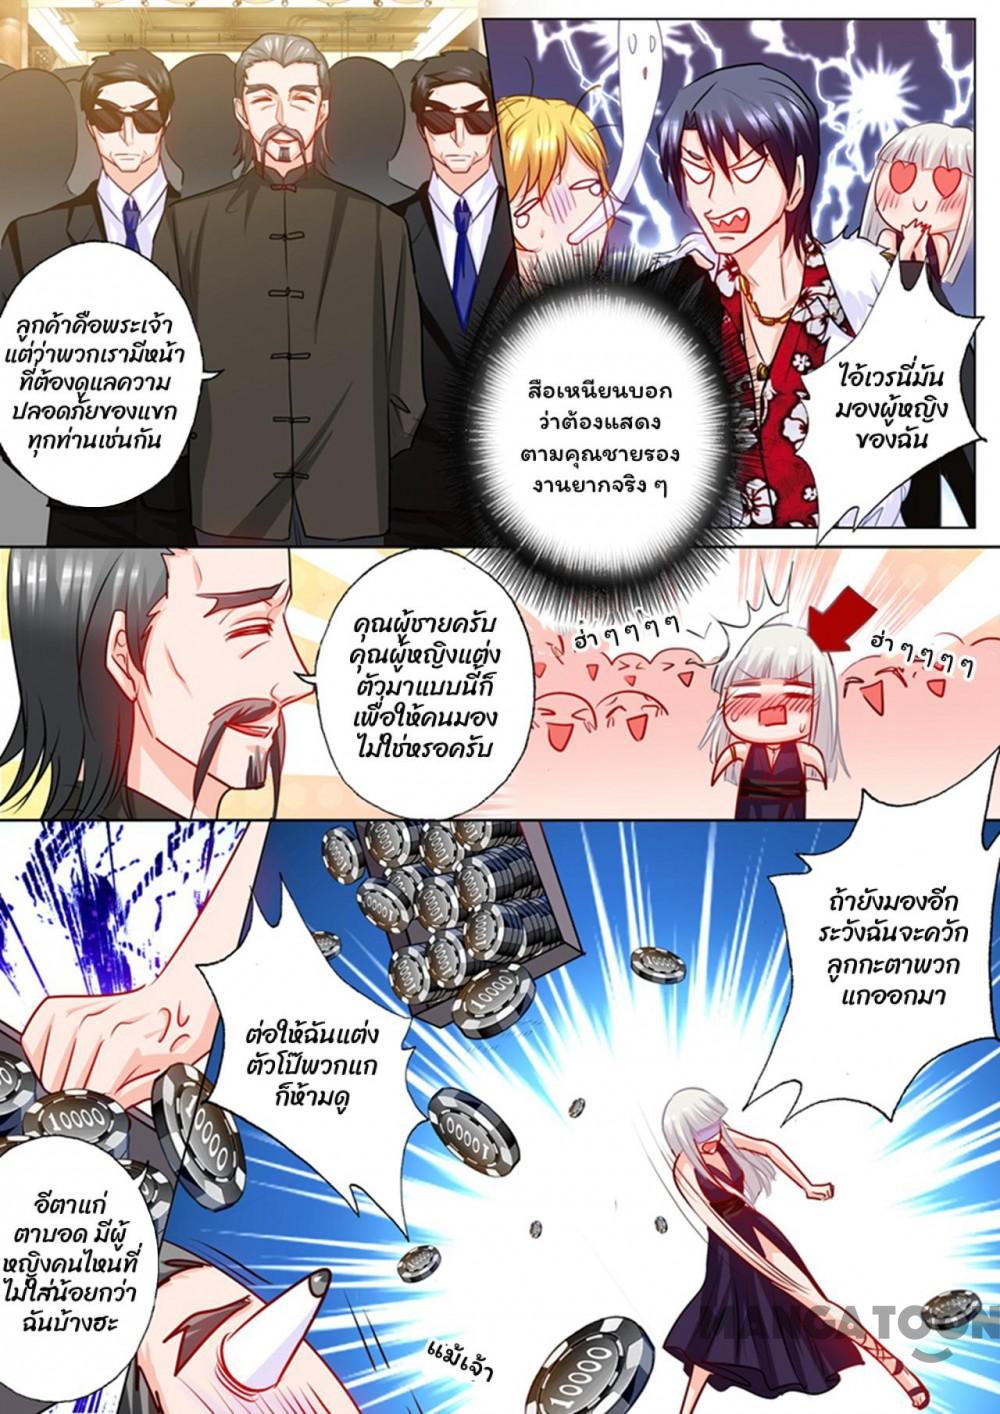 ลูกค้าคือพระเจ้า
แต่ว่าพวกเรามีหน้า
ที่ต้องดูแลความ
ปลอดภัยของแขก
ทุกท่านเช่นกัน
สือเหนียนบอก
ว่าต้องแสดง
ตามคุณชายรอง
งานยากจริง ๆ
ไอ้เวรนี่มัน
มองผู้หญิง
ของฉัน
คุณผู้ชายครับ
คุณผู้หญิงแต่ง
ตัวมาแบบนี้ก็
เพื่อให้คนมอง
ไม่ใช่หรอครับ
ฮ่าๆๆๆๆ
ฮ่าๆๆๆๆ
ถ้ายังมองอีก
ระวังฉันจะควัก
ลูกกะตาพวก
แกออกมา
ต่อให้ฉันแต่ง
ตัวโป๊พวกแก
ก็ห้ามดู
อีตาแก่
ตาบอด มีผู้
หญิงคนไหนที่
ไม่ใส่น้อยกว่า
ฉันบ้างฮะ
แม้เจ้า
10000
10000
10000
10000
MANGATOON